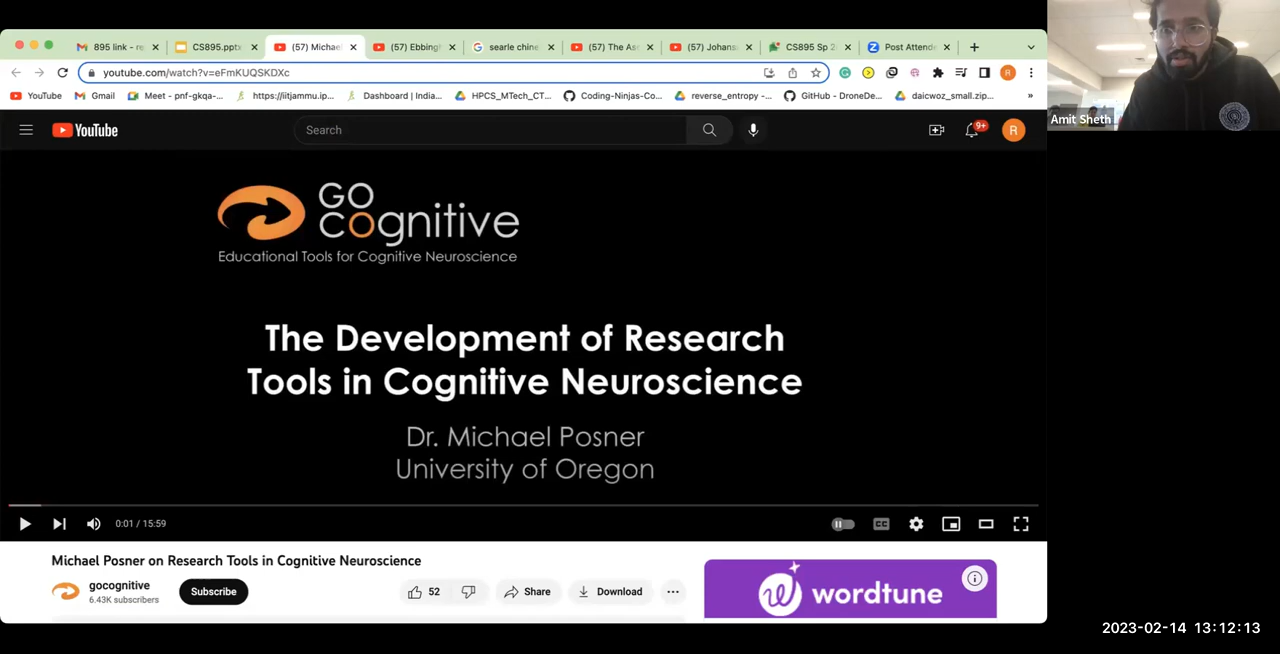 895 link - re
CS895.pptx
(57) Michae
(57) Ebbing
searle chine
(57) The As
(57) Johans
CS895 Sp 2
Post Attend
youtube.com/watch?v=eFmKUQSKDXc
R
YouTube
Gmail
Meet - pnf-gkqa-...
https://iitjammu.ip...
Dashboard | India...
HPCS_MTech_CT...
Coding-Ninjas-Co...
reverse_entropy -...
GitHub - DroneDe...
daicwoz_small.zip...
»
YouTube
Search
9+
R
Amit Sheth
GO
cognitive
Educational Tools for Cognitive Neuroscience
The Development of Research
Tools in Cognitive Neuroscience
Dr. Michael Posner
University of Oregon
0:01 / 15:59
CC
Michael Posner on Research Tools in Cognitive Neuroscience
gocognitive
6.43K subscribers
Subscribe
52
Share
Download
wordtune
2023-02-14 13:12:13